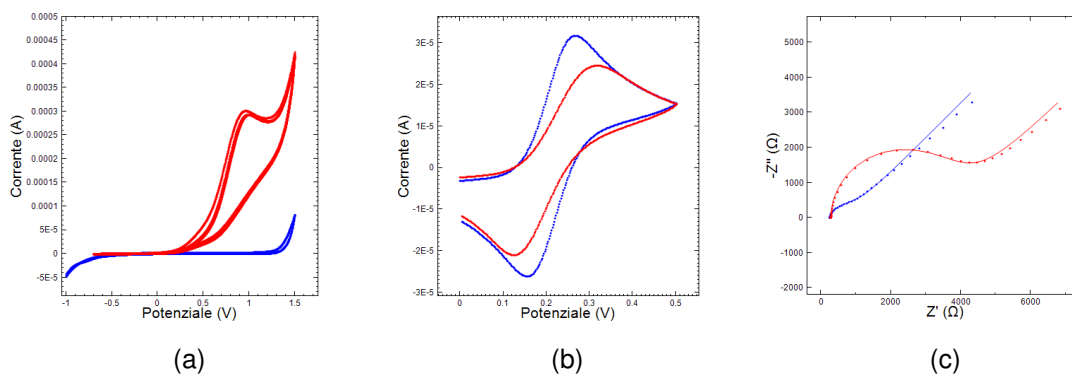 Corrente (A)
0.0005
0.00045
0.0004
0.00035
0.0003
0.00025
0.0002
0.00015
0.0001
5E-5
0
-5E-5
-1 -0.5 0 0.5 1 1.5
Potenziale (V)
(a)
Corrente (A)
3E-5
2E-5
1E-5
0
-1E-5
-2E-5
-3E-5
0 0.1 0.2 0.3 0.4 0.5
Potenziale (V)
(b)
-Z'' (Ω)
5000
4000
3000
2000
1000
0
-1000
-2000
0 2000 4000 6000
Z' (Ω)
(c)